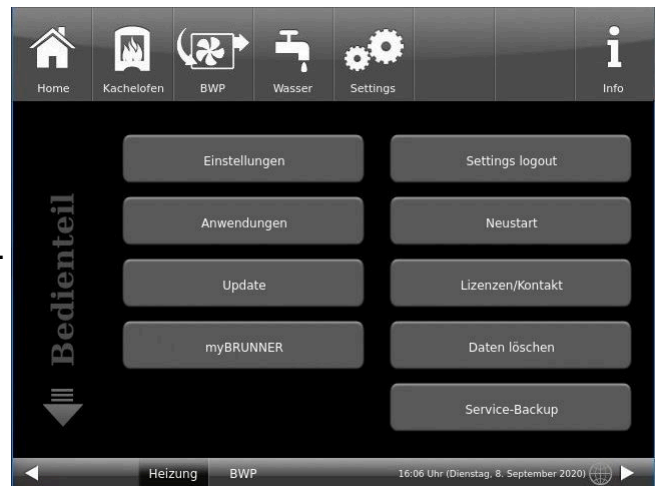 Home Kachelofen BWP Wasser Settings Info
Bedienteil
Einstellungen Settings logout
Anwendungen Neustart
Update Lizenzen/Kontakt
myBRUNNER Daten löschen
Service-Backup
Heizung BWP 16:06 Uhr (Dienstag, 8. September 2020)